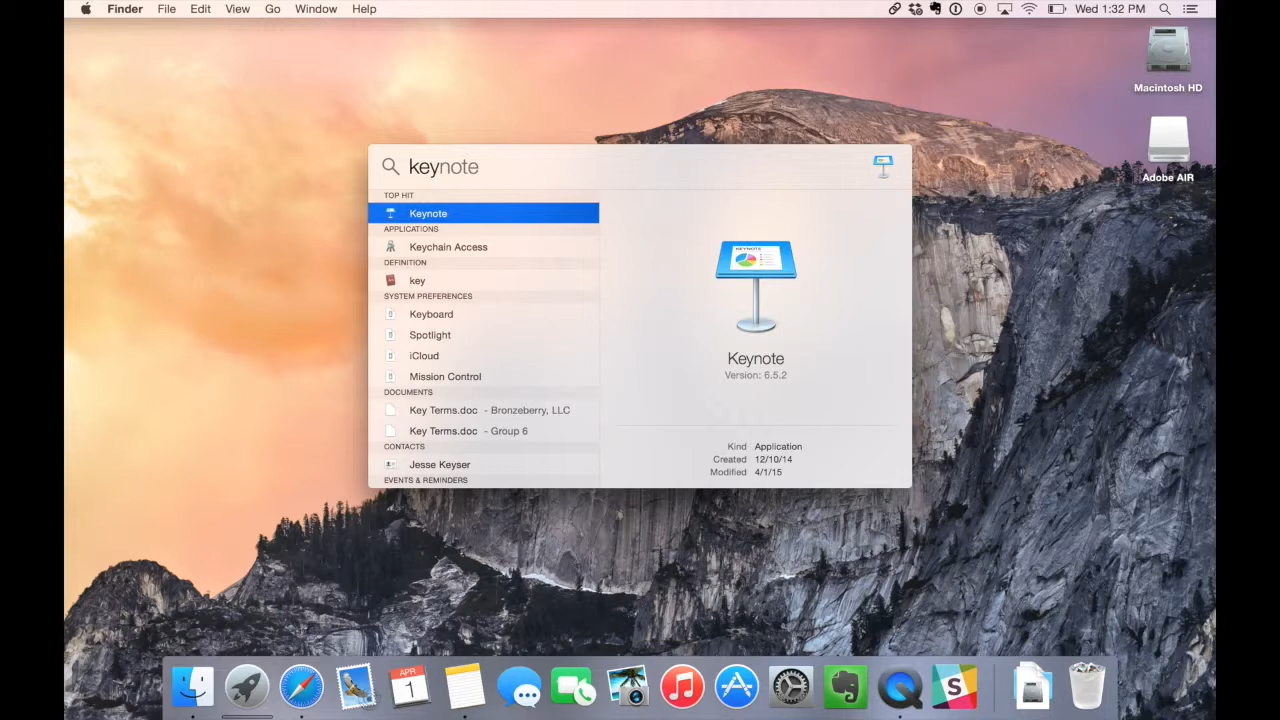 Finder File Edit View Go Window Help Wed 1:32 PM
Macintosh HD
Adobe AIR
keynote
TOP HIT
Keynote
APPLICATIONS
Keychain Access
DEFINITION
key
SYSTEM PREFERENCES
Keyboard
Spotlight
iCloud
Mission Control
DOCUMENTS
Key Terms.doc - Bronzeberry, LLC
Key Terms.doc - Group 6
CONTACTS
Jesse Keyser
EVENTS & REMINDERS
KEYNOTE
Keynote
Version: 6.5.2
Kind Application
Created 12/10/14
Modified 4/1/15
APR
1
S